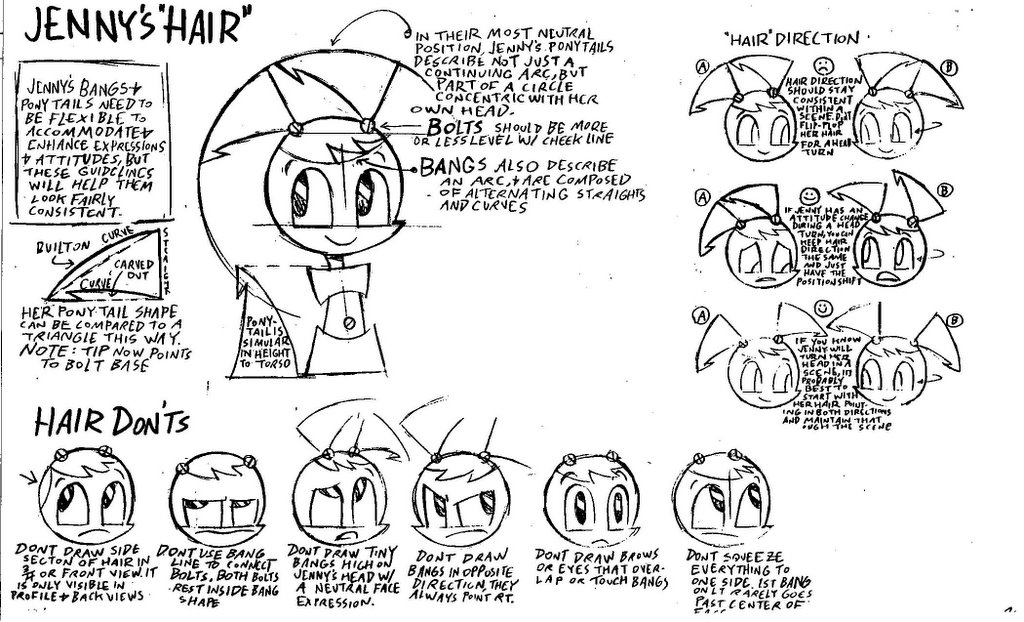 JENNY'S "HAIR"
JENNY'S BANGS &
PONYTAILS NEED TO
BE FLEXIBLE TO
ACCOMMODATE &
ENHANCE EXPRESSIONS
& ATTITUDES, BUT
THESE GUIDELINES
WILL HELP THEM
LOOK FAIRLY
CONSISTENT.
IN THEIR MOST NEUTRAL
POSITION, JENNY'S PONYTAILS
DESCRIBE NOT JUST A
CONTINUING ARC, BUT
PART OF A CIRCLE
CONCENTRIC WITH HER
OWN HEAD.
BOLTS SHOULD BE MORE
OR LESS LEVEL W/ CHEEK LINE
BANGS ALSO DESCRIBE
AN ARC, & ARE COMPOSED
OF ALTERNATING STRAIGHTS
AND CURVES
BUILT ON
CURVE
STRAIGHT
CARVED
OUT
CURVE
HER PONYTAIL SHAPE
CAN BE COMPARED TO A
TRIANGLE THIS WAY.
NOTE: TIP NOW POINTS
TO BOLT BASE
PONY-
TAIL IS
SIMULAR
IN HEIGHT
TO TORSO
"HAIR" DIRECTION
A
B
HAIR DIRECTION
SHOULD STAY
CONSISTENT
WITHIN A
SCENE. DON'T
FLIP-FLOP
HER HAIR
FOR A HEAD
TURN
A
B
IF JENNY HAS AN
ATTITUDE CHANGE
DURING A HEAD
TURN, YOU CAN
KEEP HAIR
DIRECTION
THE SAME
AND JUST
HAVE THE
POSITION SHIFT
A
B
IF YOU KNOW
JENNY WILL
TURN HER
HEAD IN A
SCENE, IT'S
PROBABLY
BEST TO
START WITH
HER HAIR POINT-
ING IN BOTH DIRECTIONS
AND MAINTAIN THAT
OUGH THE SCENE
HAIR DON'TS
DONT DRAW SIDE
SECTON OF HAIR IN
3/4 OR FRONT VIEW. IT
IS ONLY VISIBLE IN
PROFILE & BACK VIEWS
DONT USE BANG
LINE TO CONNECT
BOLTS, BOTH BOLTS
REST INSIDE BANG
SHAPE
DONT DRAW TINY
BANGS HIGH ON
JENNY'S HEAD W/
A NEUTRAL FACE
EXPRESSION.
DONT DRAW
BANGS IN OPPOSITE
DIRECTION, THEY
ALWAYS POINT RT.
DONT DRAW BROWS
OR EYES THAT OVER-
LAP OR TOUCH BANGS
DONT SQUEEZE
EVERYTHING TO
ONE SIDE. 1ST BANG
ONLY RARELY GOES
PAST CENTER OF